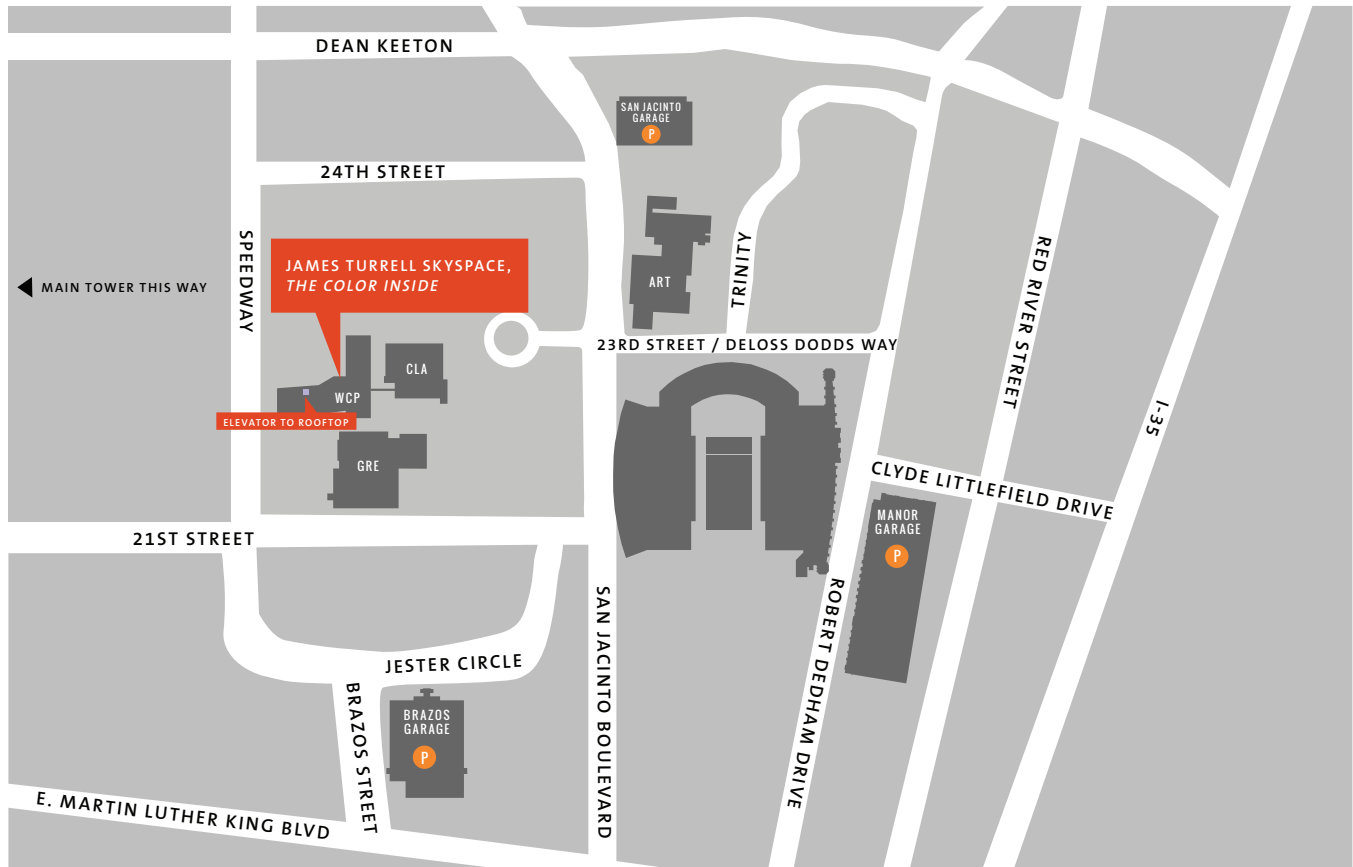 DEAN KEETON
SAN JACINTO
GARAGE
P
24TH STREET
SPEEDWAY
JAMES TURRELL SKYSPACE,
THE COLOR INSIDE
MAIN TOWER THIS WAY
ART
TRINITY
RED RIVER STREET
23RD STREET / DELOSS DODDS WAY
CLA
WCP
ELEVATOR TO ROOFTOP
GRE
I-35
CLYDE LITTLEFIELD DRIVE
MANOR
GARAGE
P
21ST STREET
SAN JACINTO BOULEVARD
ROBERT DEDHAM DRIVE
JESTER CIRCLE
BRAZOS STREET
BRAZOS
GARAGE
P
E. MARTIN LUTHER KING BLVD